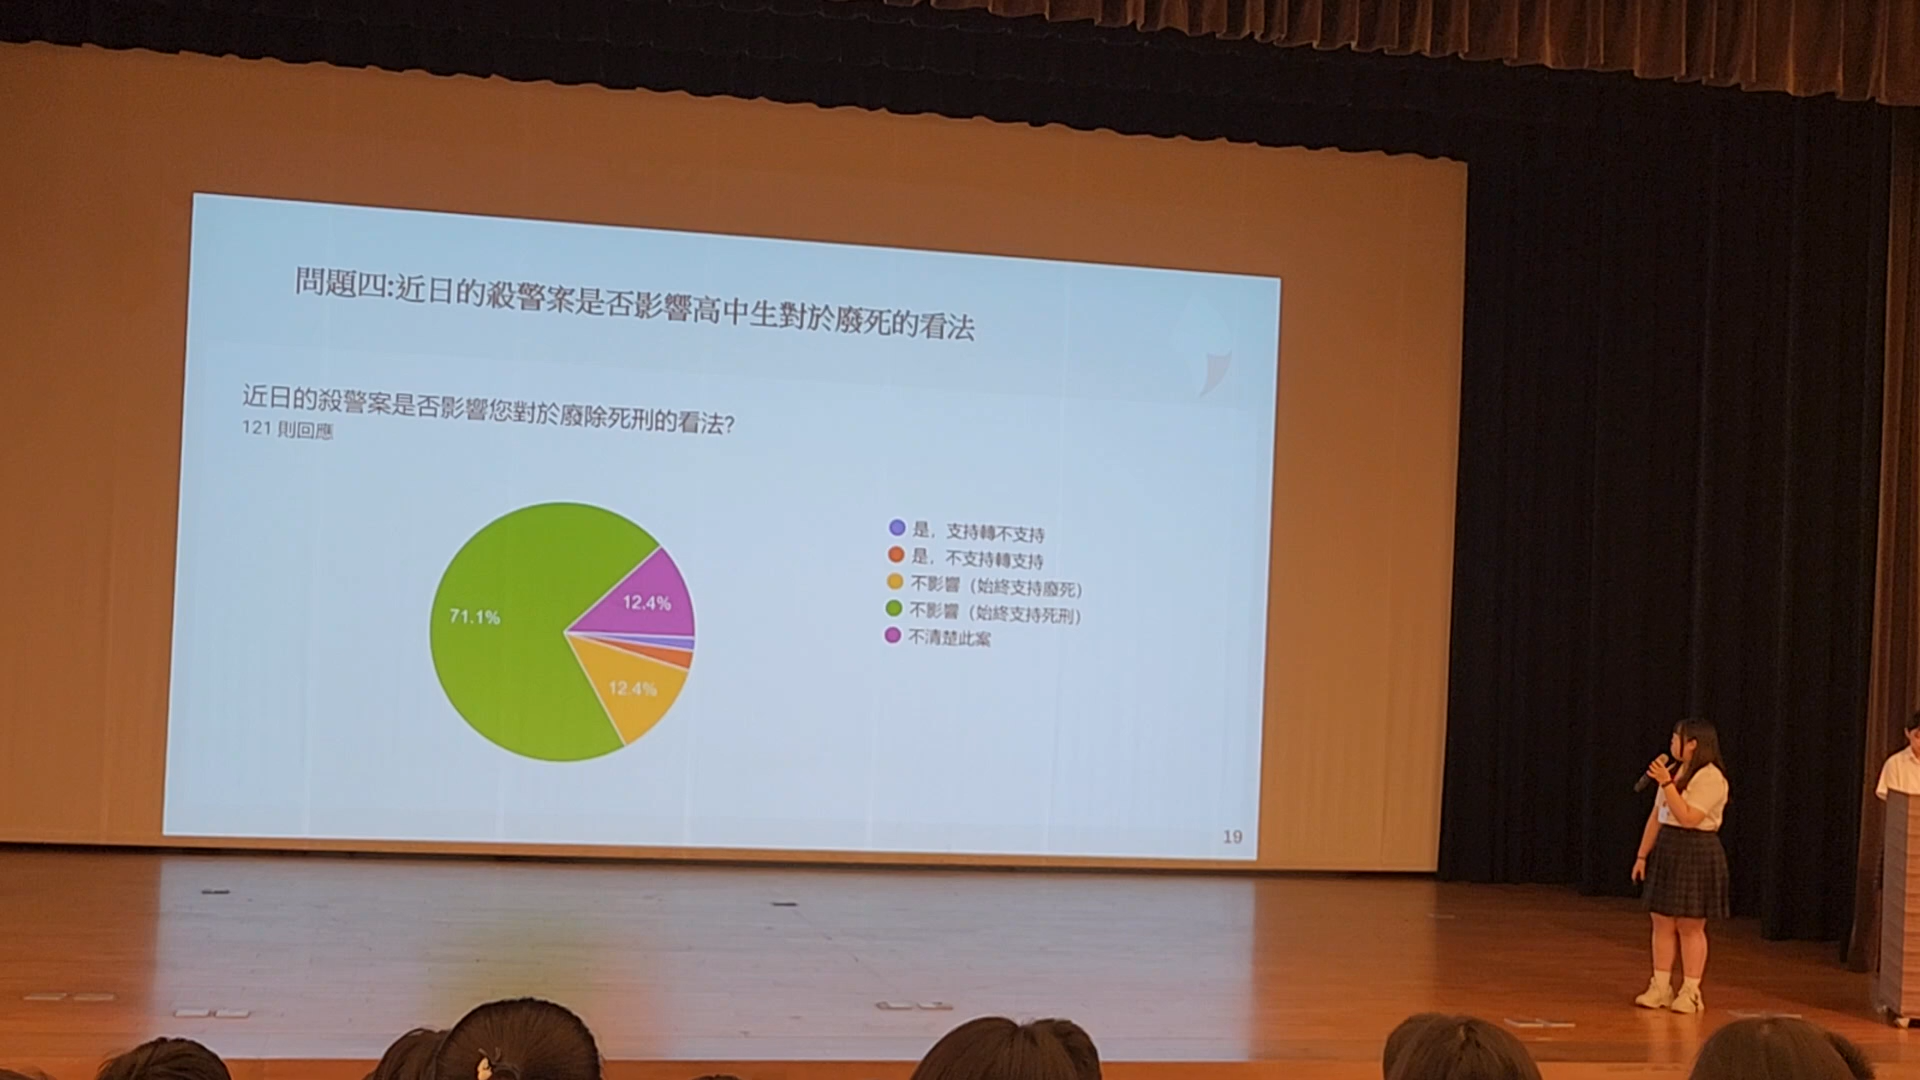 問題四:近日的殺警案是否影響高中生對於廢死的看法
近日的殺警案是否影響您對於廢除死刑的看法?
121 則回應
71.1%
12.4%
12.4%
是，支持轉不支持
是，不支持轉支持
不影響（始終支持廢死）
不影響（始終支持死刑）
不清楚此案
19